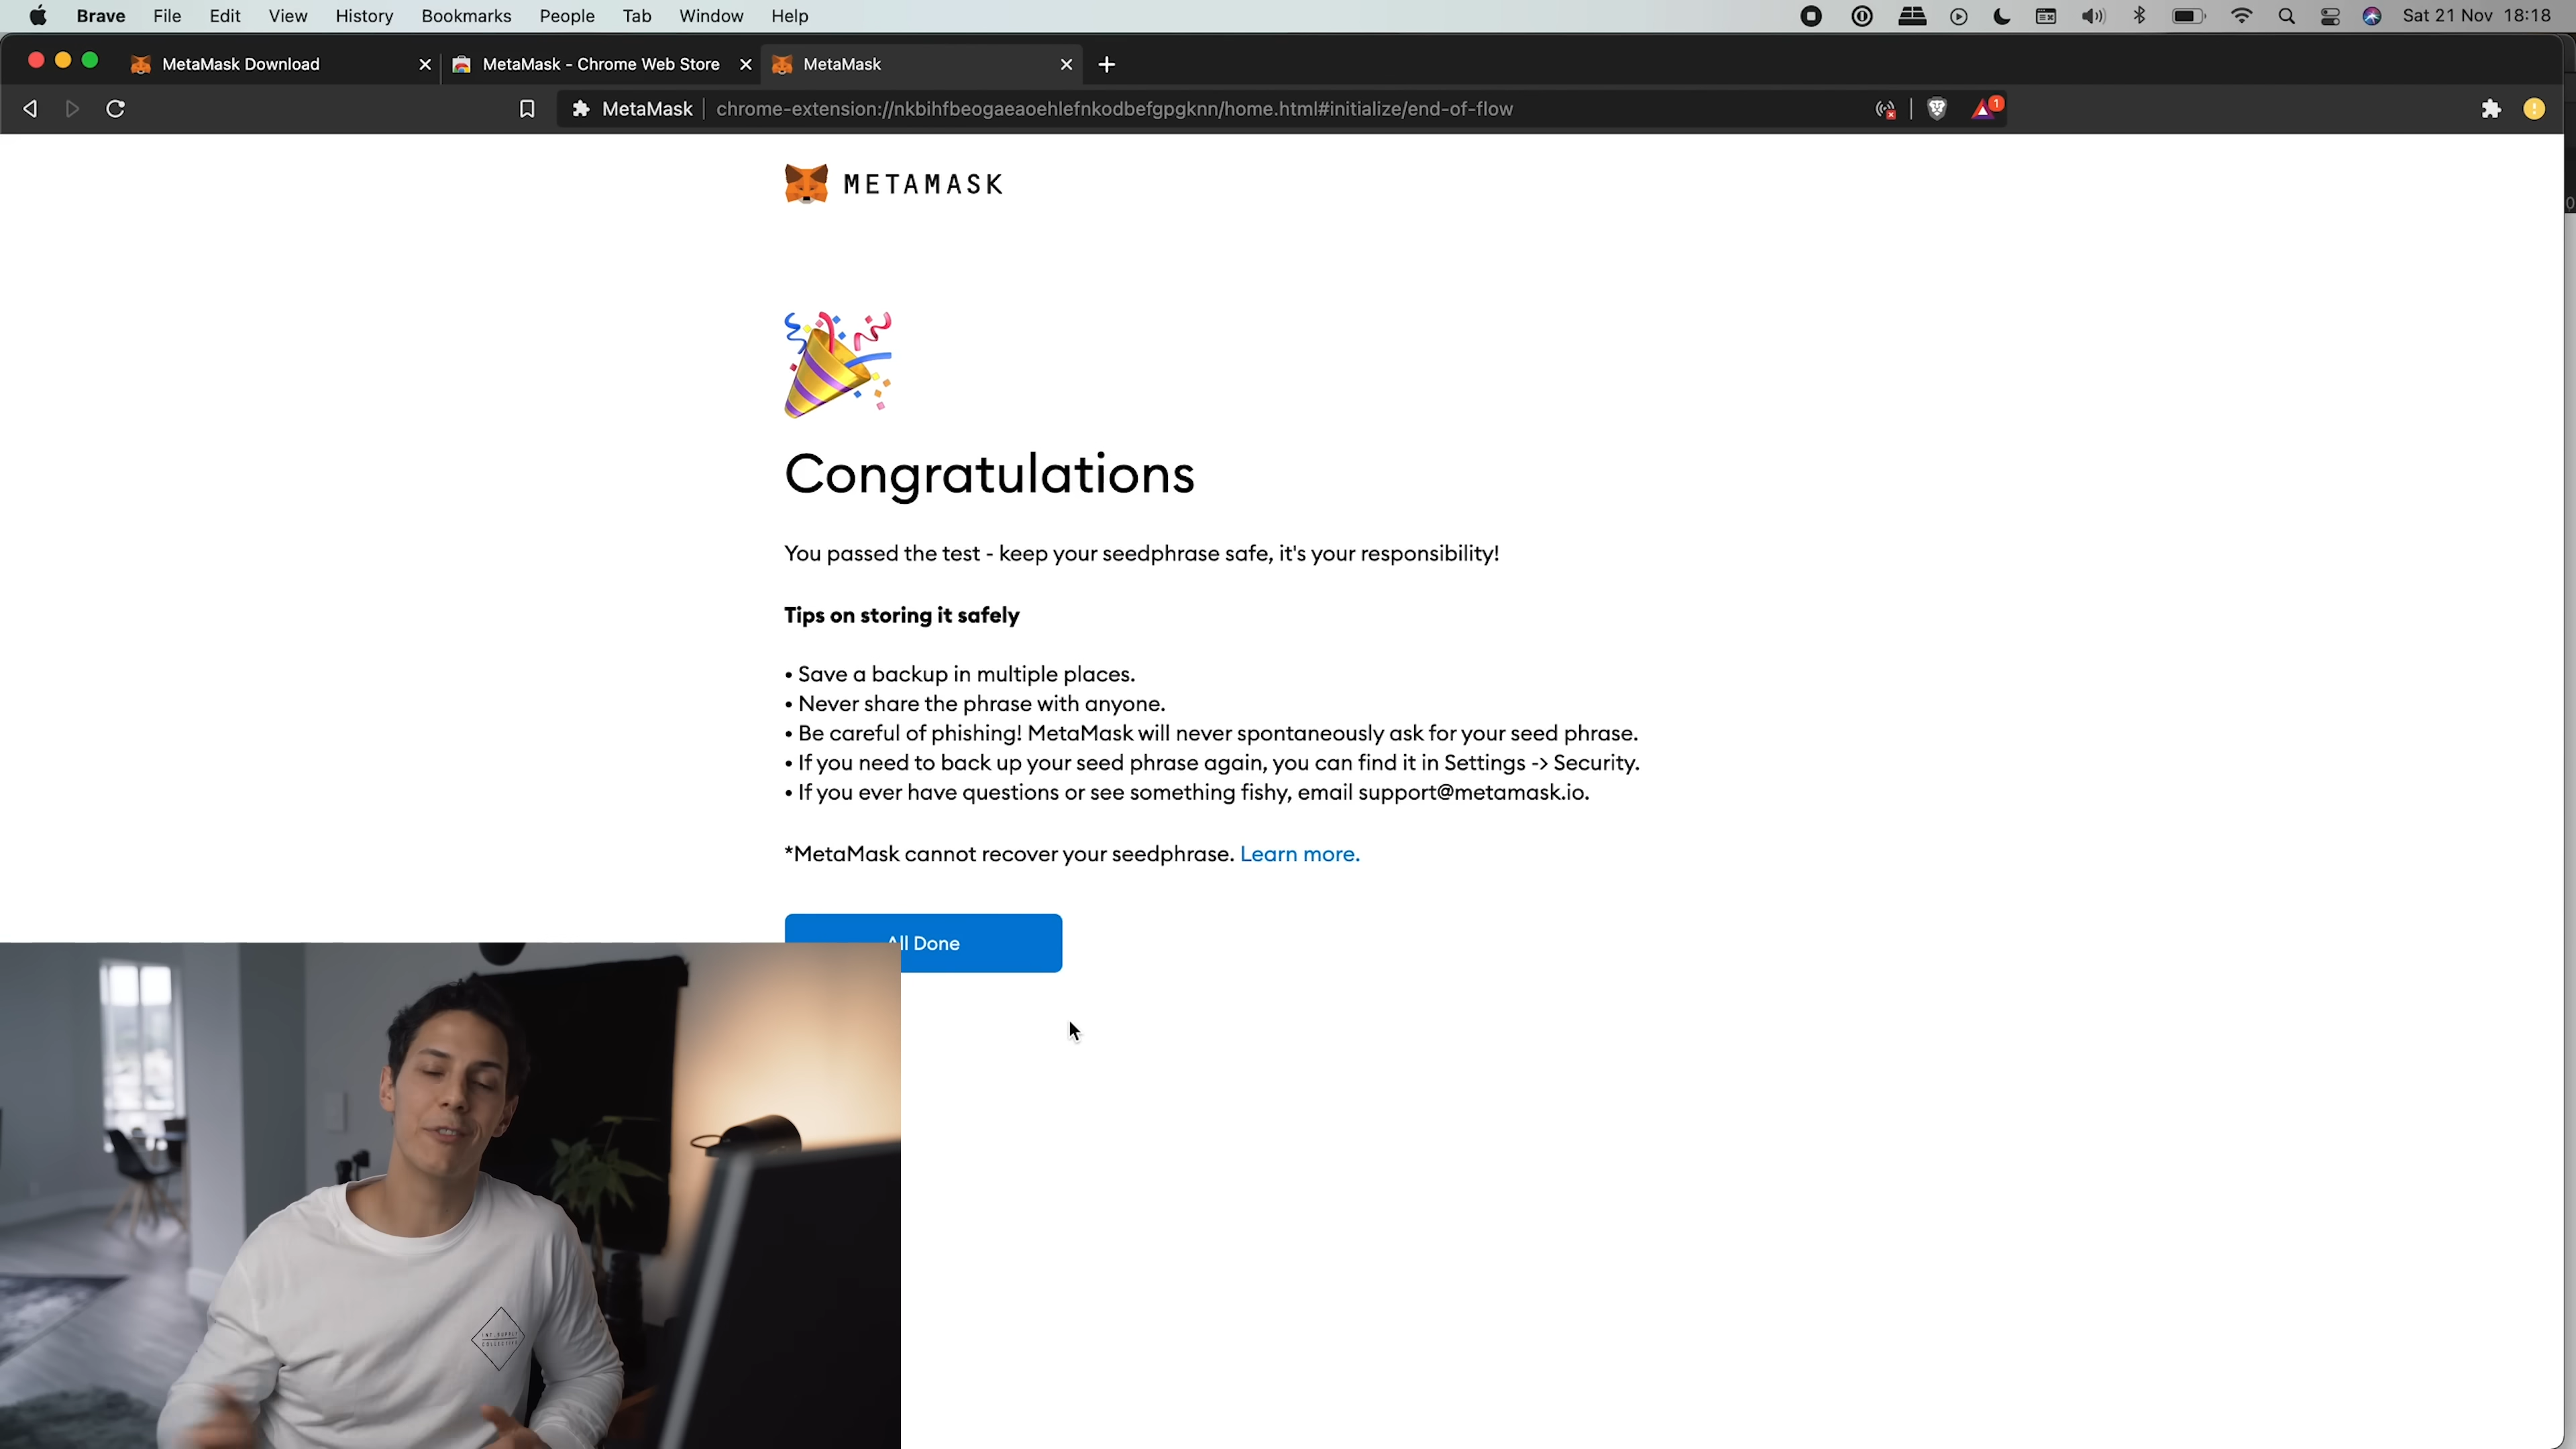 Brave File Edit View History Bookmarks People Tab Window Help Sat 21 Nov 18:18
MetaMask Download MetaMask - Chrome Web Store MetaMask
MetaMask chrome-extension://nkbihfbeogaeaoehlefnkodbefgpgknn/home.html#initialize/end-of-flow 1
METAMASK
Congratulations
You passed the test - keep your seedphrase safe, it's your responsibility!
Tips on storing it safely
• Save a backup in multiple places.
• Never share the phrase with anyone.
• Be careful of phishing! MetaMask will never spontaneously ask for your seed phrase.
• If you need to back up your seed phrase again, you can find it in Settings -> Security.
• If you ever have questions or see something fishy, email support@metamask.io.
*MetaMask cannot recover your seedphrase. Learn more.
All Done
INT. SUPPLY
COLLECTIVE